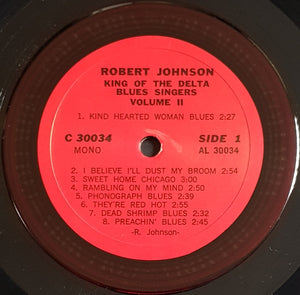 ROBERT JOHNSON
KING OF THE DELTA
BLUES SINGERS
VOLUME II
1. KIND HEARTED WOMAN BLUES 2:27
C 30034 SIDE 1
MONO AL 30034
2. I BELIEVE I'LL DUST MY BROOM 2:54
3. SWEET HOME CHICAGO 3:00
4. RAMBLING ON MY MIND 2:54
5. PHONOGRAPH BLUES 2:39
6. THEY'RE RED HOT 2:55
7. DEAD SHRIMP BLUES 2:32
8. PREACHIN' BLUES 2:55
-R. Johnson-